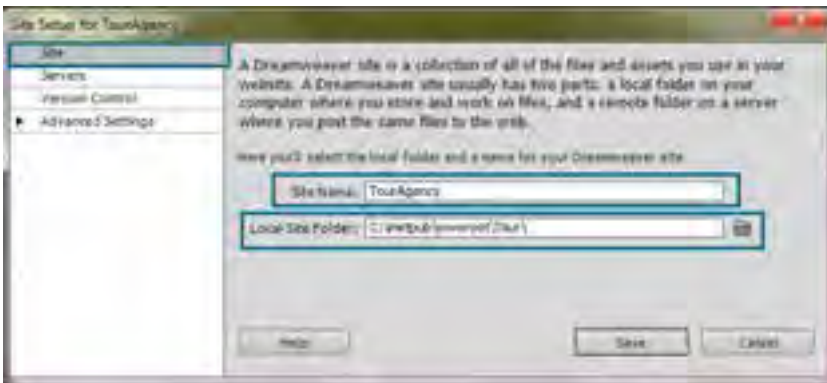 Site Setup for TourAgency
Site
Servers
Version Control
Advanced Settings
A Dreamweaver site is a collection of all of the files and assets you use in your
website. A Dreamweaver site usually has two parts: a local folder on your
computer where you store and work on files, and a remote folder on a server
where you post the same files to the web.
Here you'll select the local folder and a name for your Dreamweaver site.
Site Name: TourAgency
Local Site Folder: C:\inetpub\wwwroot\Tour\
Help
Save
Cancel